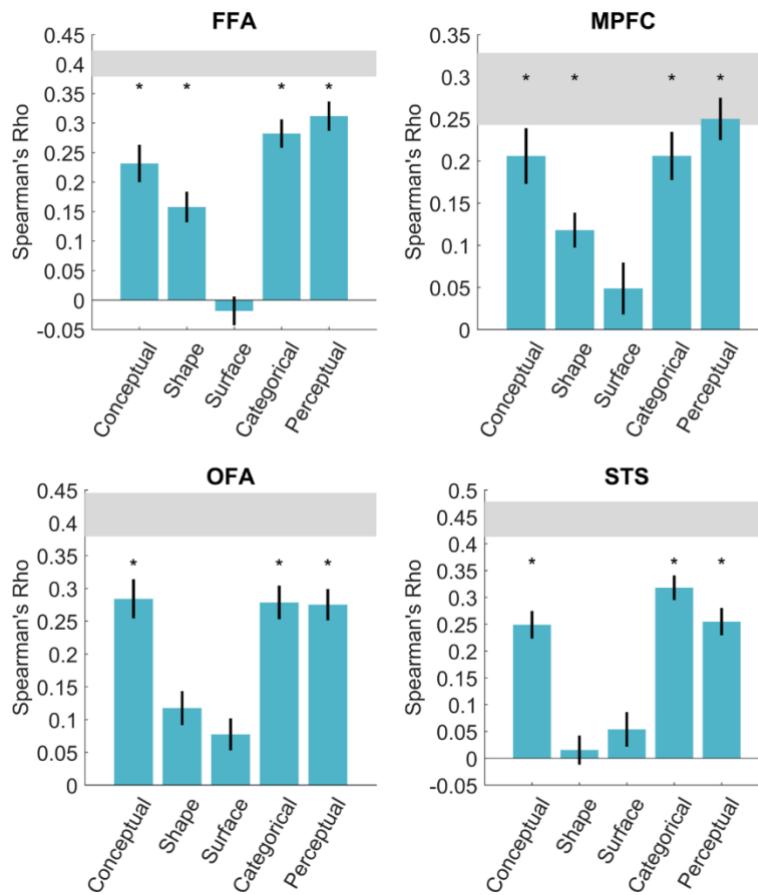 FFA
0.45
0.4
0.35
0.3
0.25
0.2
0.15
0.1
0.05
0
-0.05
Spearman's Rho
* * * *
Conceptual
Shape
Surface
Categorical
Perceptual
MPFC
0.35
0.3
0.25
0.2
0.15
0.1
0.05
0
Spearman's Rho
* * * *
Conceptual
Shape
Surface
Categorical
Perceptual
OFA
0.45
0.4
0.35
0.3
0.25
0.2
0.15
0.1
0.05
0
Spearman's Rho
* * *
Conceptual
Shape
Surface
Categorical
Perceptual
STS
0.5
0.45
0.4
0.35
0.3
0.25
0.2
0.15
0.1
0.05
0
-0.05
Spearman's Rho
* * *
Conceptual
Shape
Surface
Categorical
Perceptual